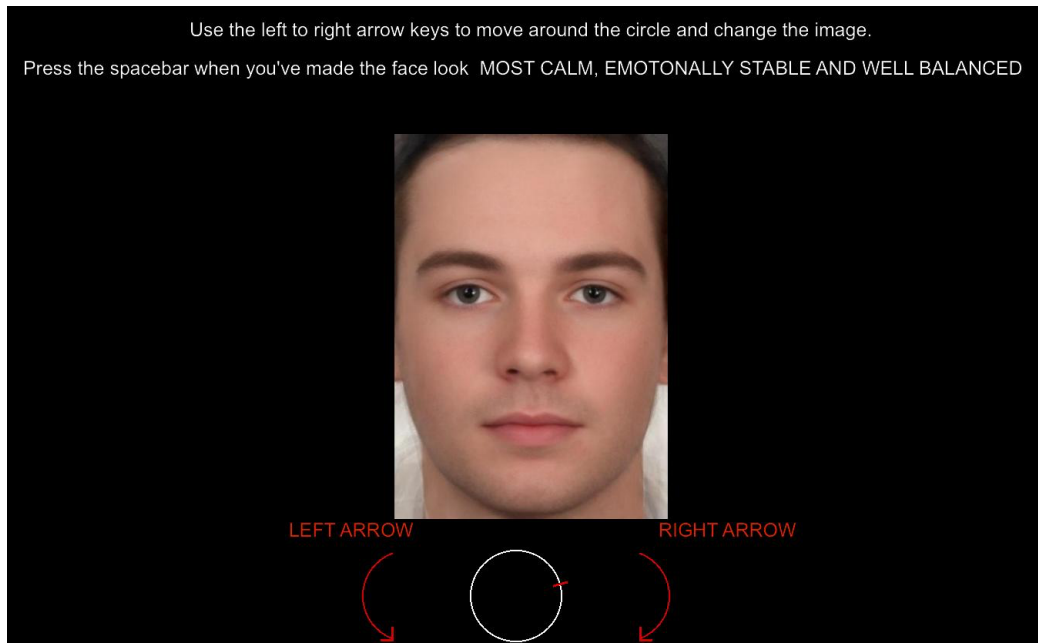 Use the left to right arrow keys to move around the circle and change the image.
Press the spacebar when you've made the face look MOST CALM, EMOTONALLY STABLE AND WELL BALANCED
LEFT ARROW
RIGHT ARROW